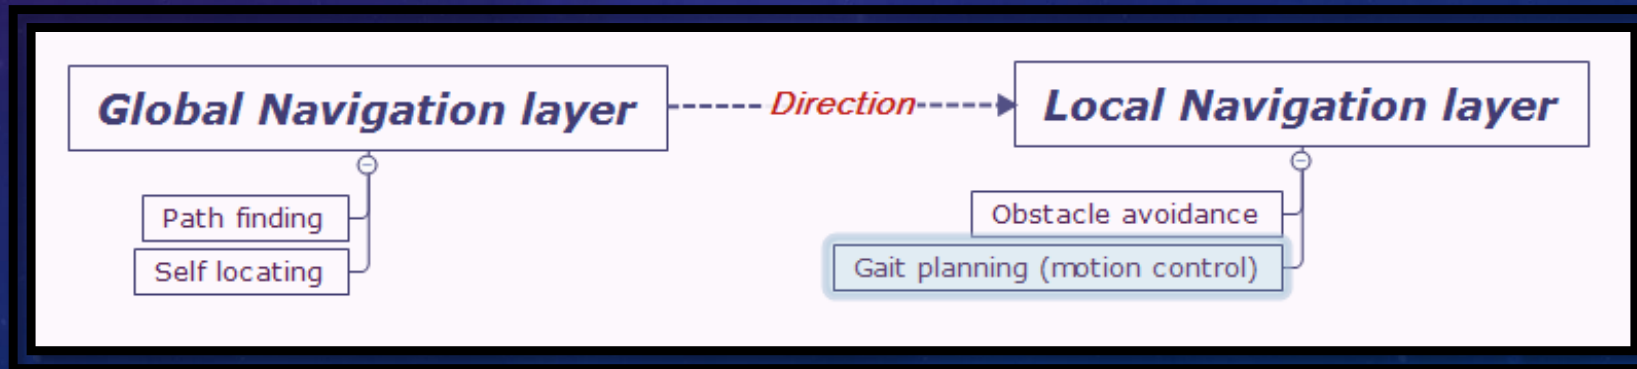 Global Navigation layer
Direction
Local Navigation layer
Path finding
Self locating
Obstacle avoidance
Gait planning (motion control)